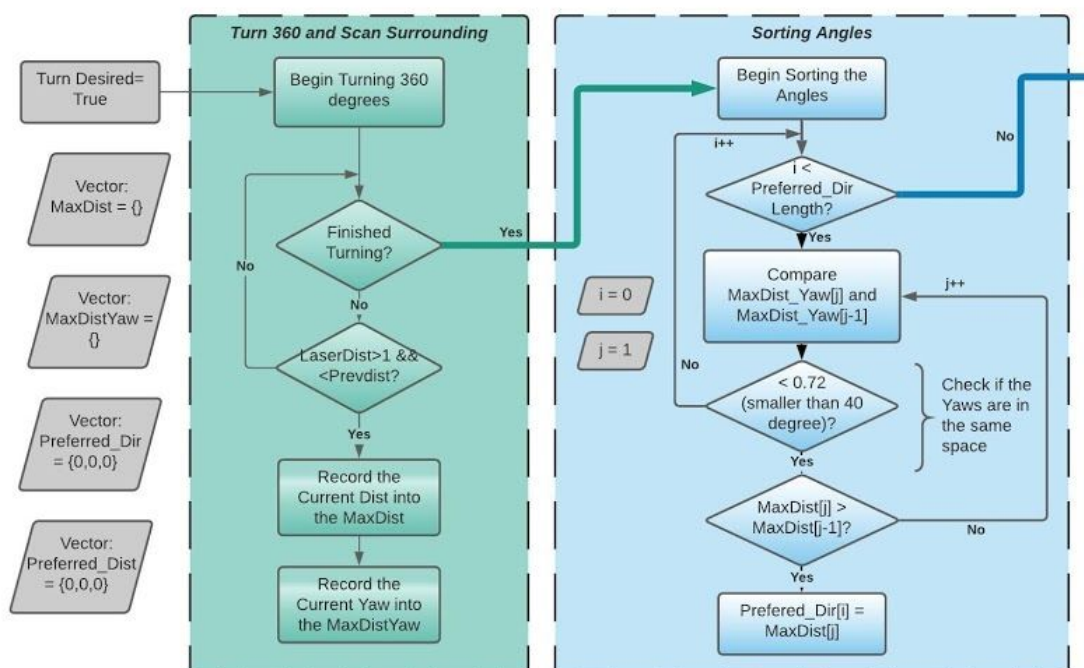 Turn Desired=
True
Vector:
MaxDist = {}
Vector:
MaxDistYaw =
{}
Vector:
Preferred_Dir
= {0,0,0}
Vector:
Preferred_Dist
= {0,0,0}
Turn 360 and Scan Surrounding
Begin Turning 360
degrees
Finished
Turning?
Yes
No
No
LaserDist>1 &&
<Prevdist?
Yes
Record the
Current Dist into
the MaxDist
Record the
Current Yaw into
the MaxDistYaw
Sorting Angles
Begin Sorting the
Angles
i++
No
i <
Preferred_Dir
Length?
Yes
Compare
MaxDist_Yaw[j] and
MaxDist_Yaw[j-1]
j++
i = 0
j = 1
No
< 0.72
(smaller than 40
degree)?
Check if the
Yaws are in
the same
space
Yes
MaxDist[j] >
MaxDist[j-1]?
No
Yes
Prefered_Dir[i] =
MaxDist[j]